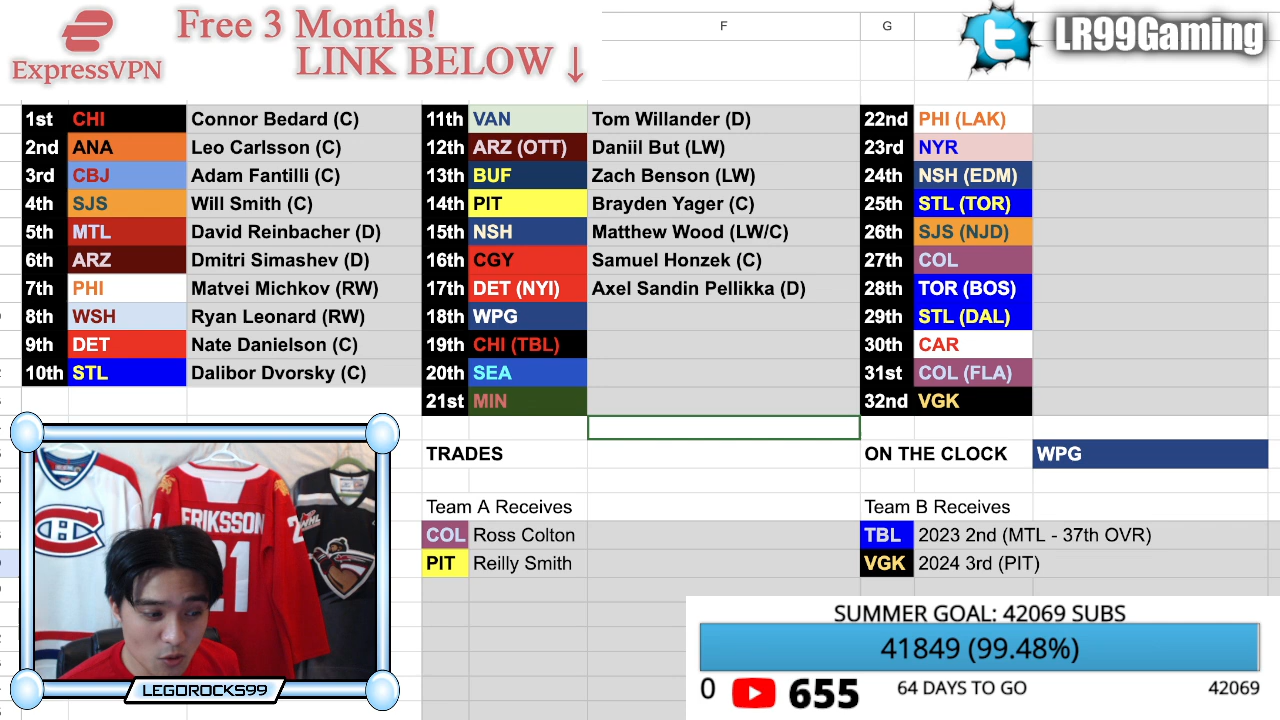 ExpressVPN
Free 3 Months!
LINK BELOW ↓
F
G
LR99Gaming
1st CHI Connor Bedard (C)
2nd ANA Leo Carlsson (C)
3rd CBJ Adam Fantilli (C)
4th SJS Will Smith (C)
5th MTL David Reinbacher (D)
6th ARZ Dmitri Simashev (D)
7th PHI Matvei Michkov (RW)
8th WSH Ryan Leonard (RW)
9th DET Nate Danielson (C)
10th STL Dalibor Dvorsky (C)
11th VAN Tom Willander (D)
12th ARZ (OTT) Daniil But (LW)
13th BUF Zach Benson (LW)
14th PIT Brayden Yager (C)
15th NSH Matthew Wood (LW/C)
16th CGY Samuel Honzek (C)
17th DET (NYI) Axel Sandin Pellikka (D)
18th WPG
19th CHI (TBL)
20th SEA
21st MIN
22nd PHI (LAK)
23rd NYR
24th NSH (EDM)
25th STL (TOR)
26th SJS (NJD)
27th COL
28th TOR (BOS)
29th STL (DAL)
30th CAR
31st COL (FLA)
32nd VGK
TRADES
ON THE CLOCK WPG
Team A Receives
Team B Receives
COL Ross Colton
TBL 2023 2nd (MTL - 37th OVR)
PIT Reilly Smith
VGK 2024 3rd (PIT)
ERIKSSON
21
WHL
LEGOROCKS99
SUMMER GOAL: 42069 SUBS
41849 (99.48%)
0
655
64 DAYS TO GO
42069